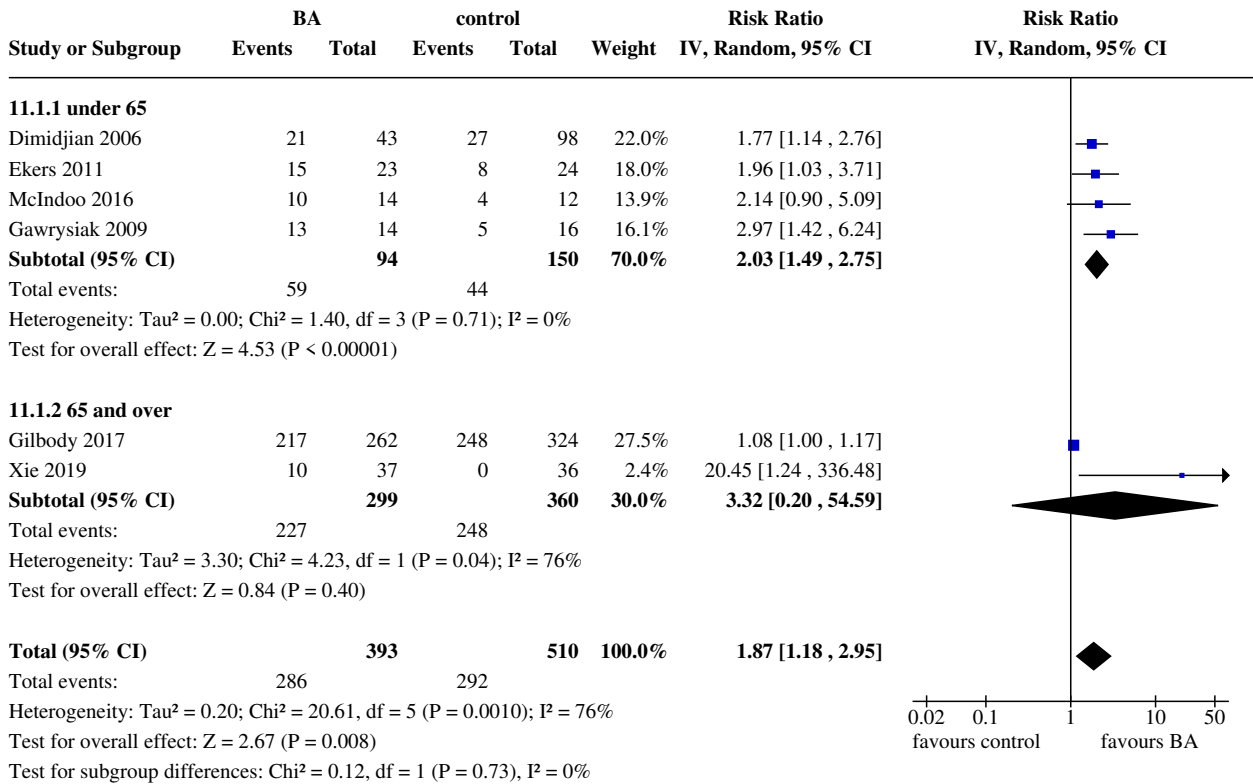 BA control Risk Ratio Risk Ratio
Study or Subgroup Events Total Events Total Weight IV, Random, 95% CI IV, Random, 95% CI
11.1.1 under 65
Dimidjian 2006 21 43 27 98 22.0% 1.77 [1.14 , 2.76]
Ekers 2011 15 23 8 24 18.0% 1.96 [1.03 , 3.71]
McIndoo 2016 10 14 4 12 13.9% 2.14 [0.90 , 5.09]
Gawrysiak 2009 13 14 5 16 16.1% 2.97 [1.42 , 6.24]
Subtotal (95% CI) 94 150 70.0% 2.03 [1.49 , 2.75]
Total events: 59 44
Heterogeneity: Tau² = 0.00; Chi² = 1.40, df = 3 (P = 0.71); I² = 0%
Test for overall effect: Z = 4.53 (P < 0.00001)
11.1.2 65 and over
Gilbody 2017 217 262 248 324 27.5% 1.08 [1.00 , 1.17]
Xie 2019 10 37 0 36 2.4% 20.45 [1.24 , 336.48]
Subtotal (95% CI) 299 360 30.0% 3.32 [0.20 , 54.59]
Total events: 227 248
Heterogeneity: Tau² = 3.30; Chi² = 4.23, df = 1 (P = 0.04); I² = 76%
Test for overall effect: Z = 0.84 (P = 0.40)
Total (95% CI) 393 510 100.0% 1.87 [1.18 , 2.95]
Total events: 286 292
Heterogeneity: Tau² = 0.20; Chi² = 20.61, df = 5 (P = 0.0010); I² = 76%
Test for overall effect: Z = 2.67 (P = 0.008)
Test for subgroup differences: Chi² = 0.12, df = 1 (P = 0.73), I² = 0%
0.02 0.1 1 10 50
favours control favours BA